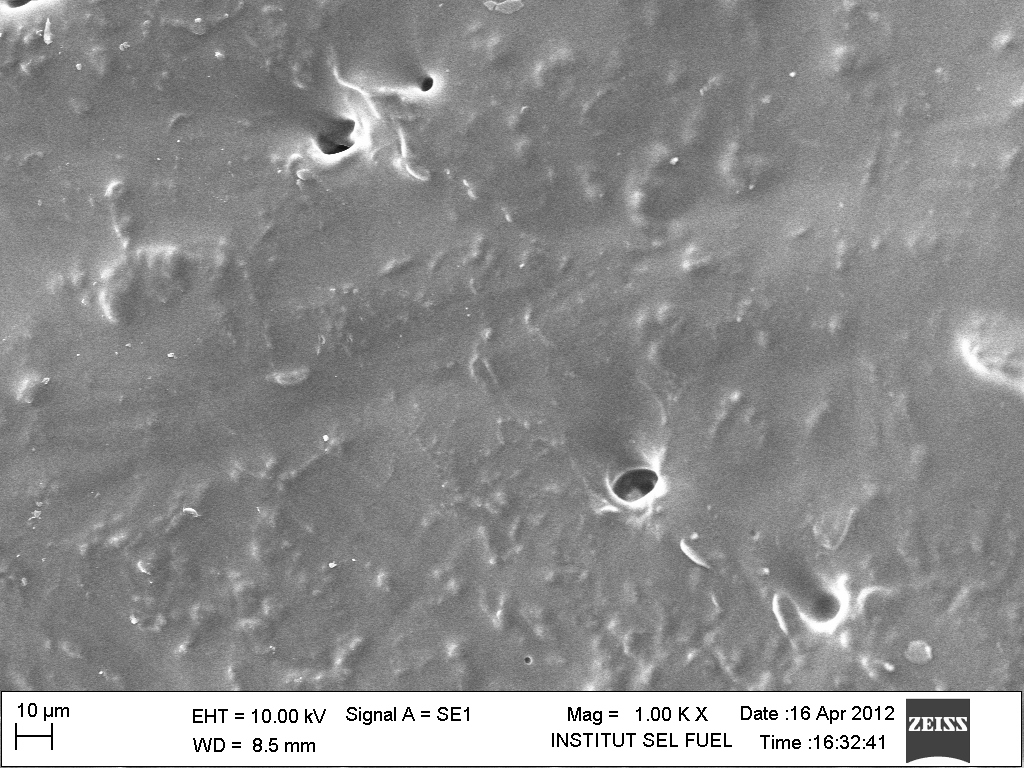 10 µm
EHT = 10.00 kV Signal A = SE1 Mag = 1.00 K X Date :16 Apr 2012
WD = 8.5 mm INSTITUT SEL FUEL Time :16:32:41
ZEISS